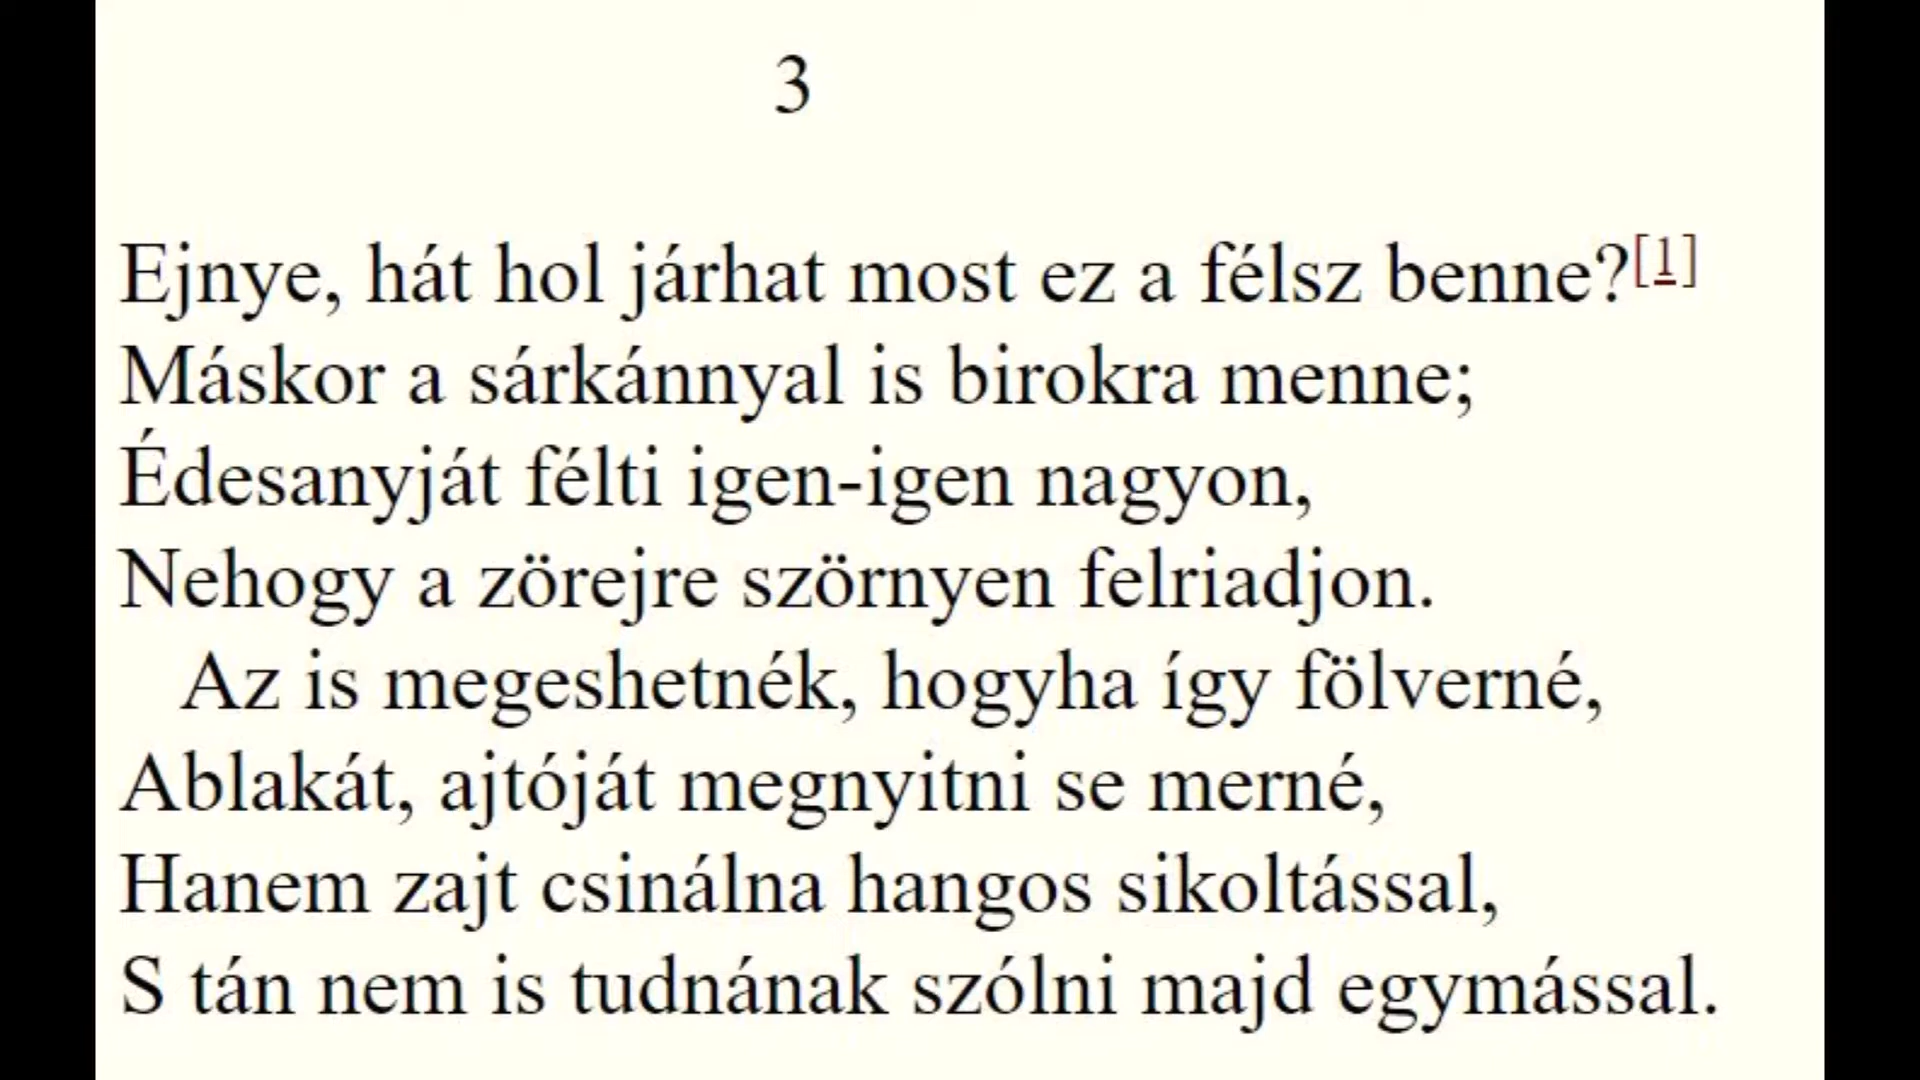 3
Ejnye, hát hol járhat most ez a félsz benne?[1]
Máskor a sárkánnyal is birokra menne;
Édesanyját félti igen-igen nagyon,
Nehogy a zörejre szörnyen felriadjon.
Az is megeshetnék, hogyha így fölverné,
Ablakát, ajtóját megnyitni se merné,
Hanem zajt csinálna hangos sikoltással,
S tán nem is tudnának szólni majd egymással.